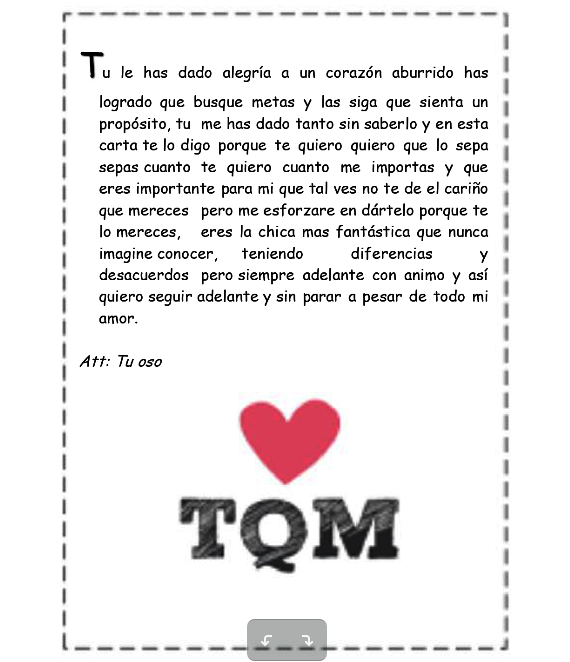 Tu le has dado alegría a un corazón aburrido has
logrado que busque metas y las siga que sienta un
propósito, tu me has dado tanto sin saberlo y en esta
carta te lo digo porque te quiero quiero que lo sepa
sepas cuanto te quiero cuanto me importas y que
eres importante para mi que tal ves no te de el cariño
que mereces pero me esforzare en dártelo porque te
lo mereces, eres la chica mas fantástica que nunca
imagine conocer, teniendo diferencias y
desacuerdos pero siempre adelante con animo y así
quiero seguir adelante y sin parar a pesar de todo mi
amor.
Att: Tu oso
TQM